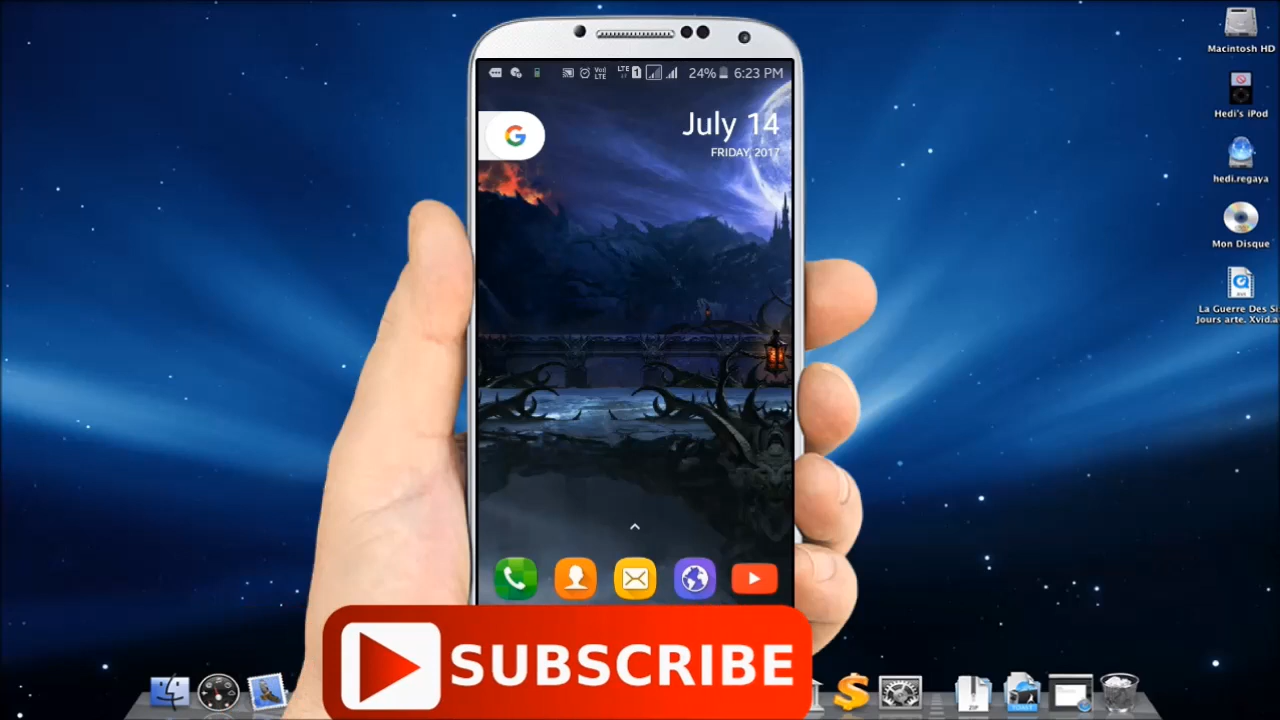 24% 6:23 PM
July 14
FRIDAY, 2017
SUBSCRIBE
Macintosh HD
Hedi's iPod
hedi.regaya
Mon Disque
La Guerre Des Si
Jours arte. Xvid.a